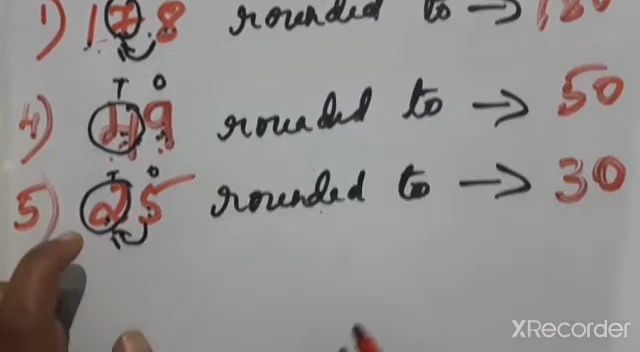 1) 178 rounded to → 180
T O
4) 49 rounded to → 50
T O
5) 25 rounded to → 30
XRecorder